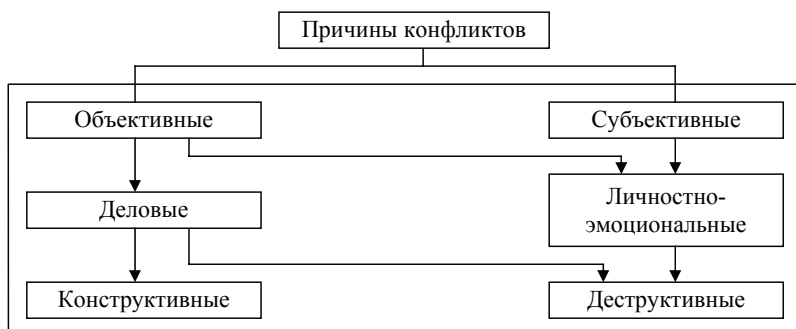 Причины конфликтов
Объективные
Субъективные
Деловые
Личностно-
эмоциональные
Конструктивные
Деструктивные